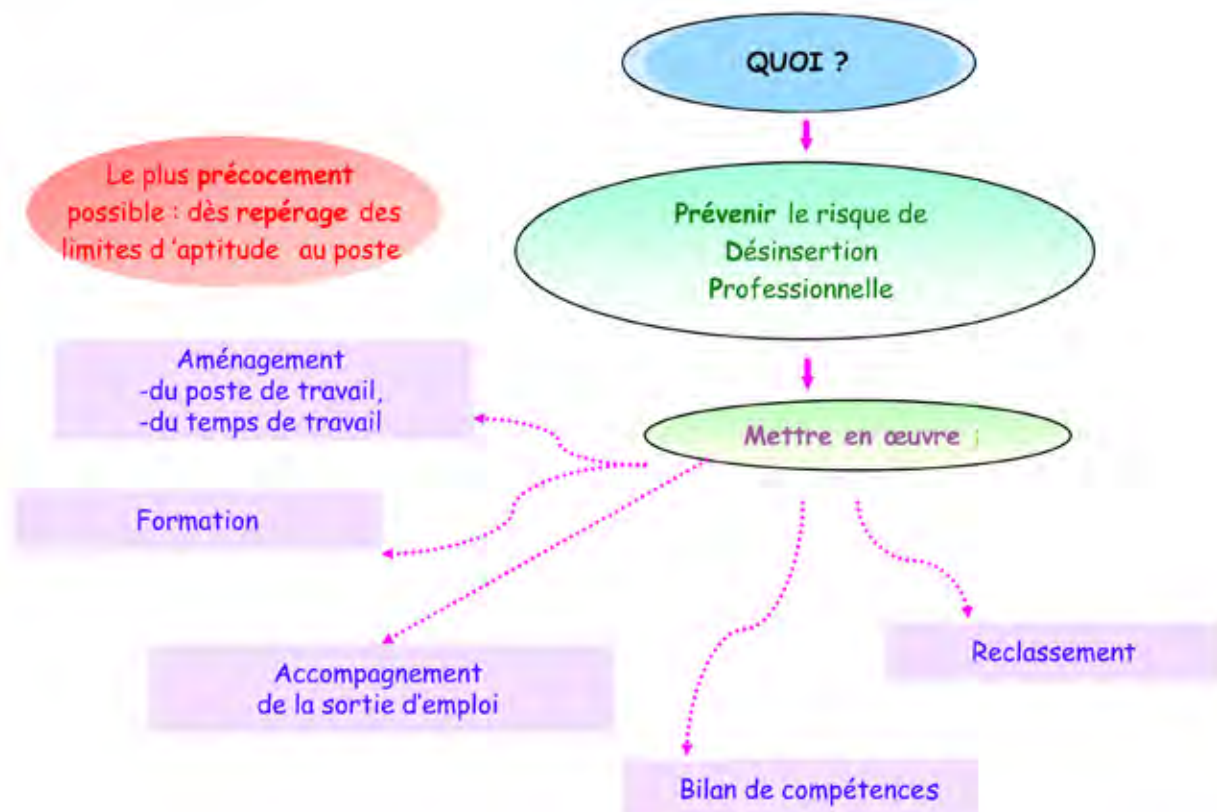 QUOI ?
Le plus précocement
possible : dès repérage des
limites d 'aptitude au poste
Prévenir le risque de
Désinsertion
Professionnelle
Aménagement
-du poste de travail,
-du temps de travail
Mettre en œuvre :
Formation
Accompagnement
de la sortie d'emploi
Reclassement
Bilan de compétences